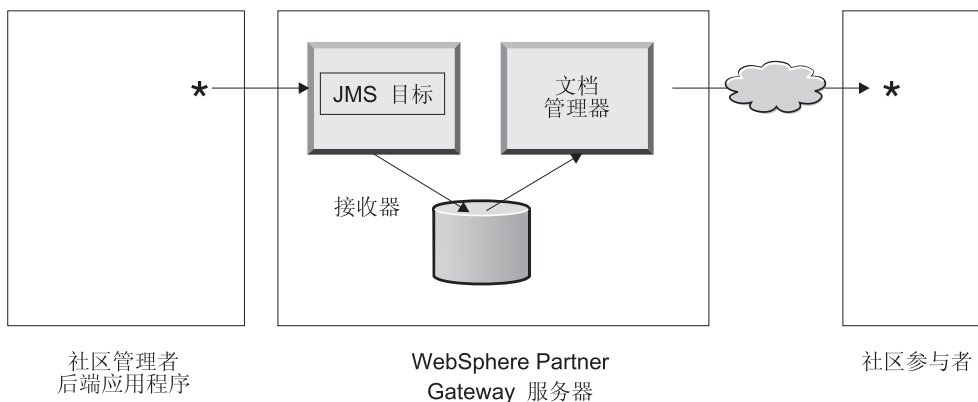 *
JMS 目标
文档
管理器
*
接收器
社区管理者
后端应用程序
WebSphere Partner
Gateway 服务器
社区参与者